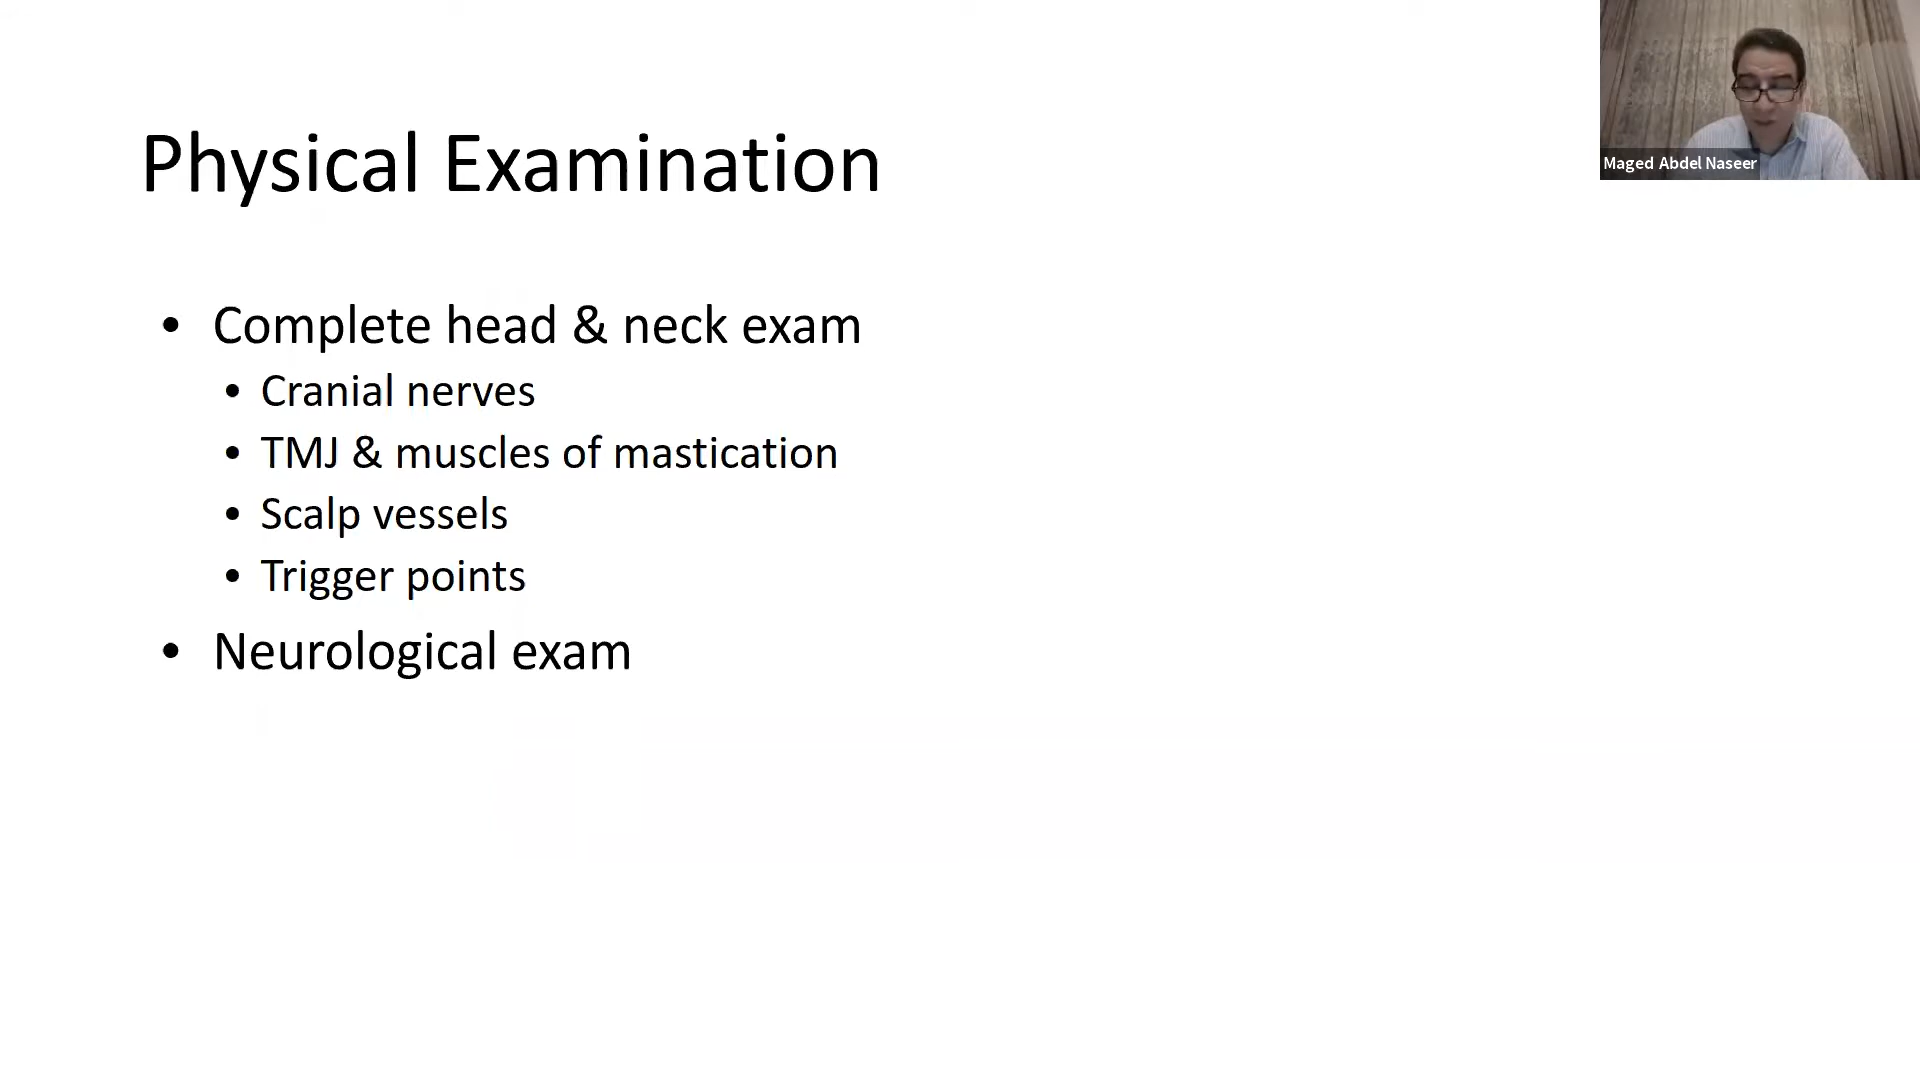 Physical Examination
• Complete head & neck exam
• Cranial nerves
• TMJ & muscles of mastication
• Scalp vessels
• Trigger points
• Neurological exam
Maged Abdel Naseer